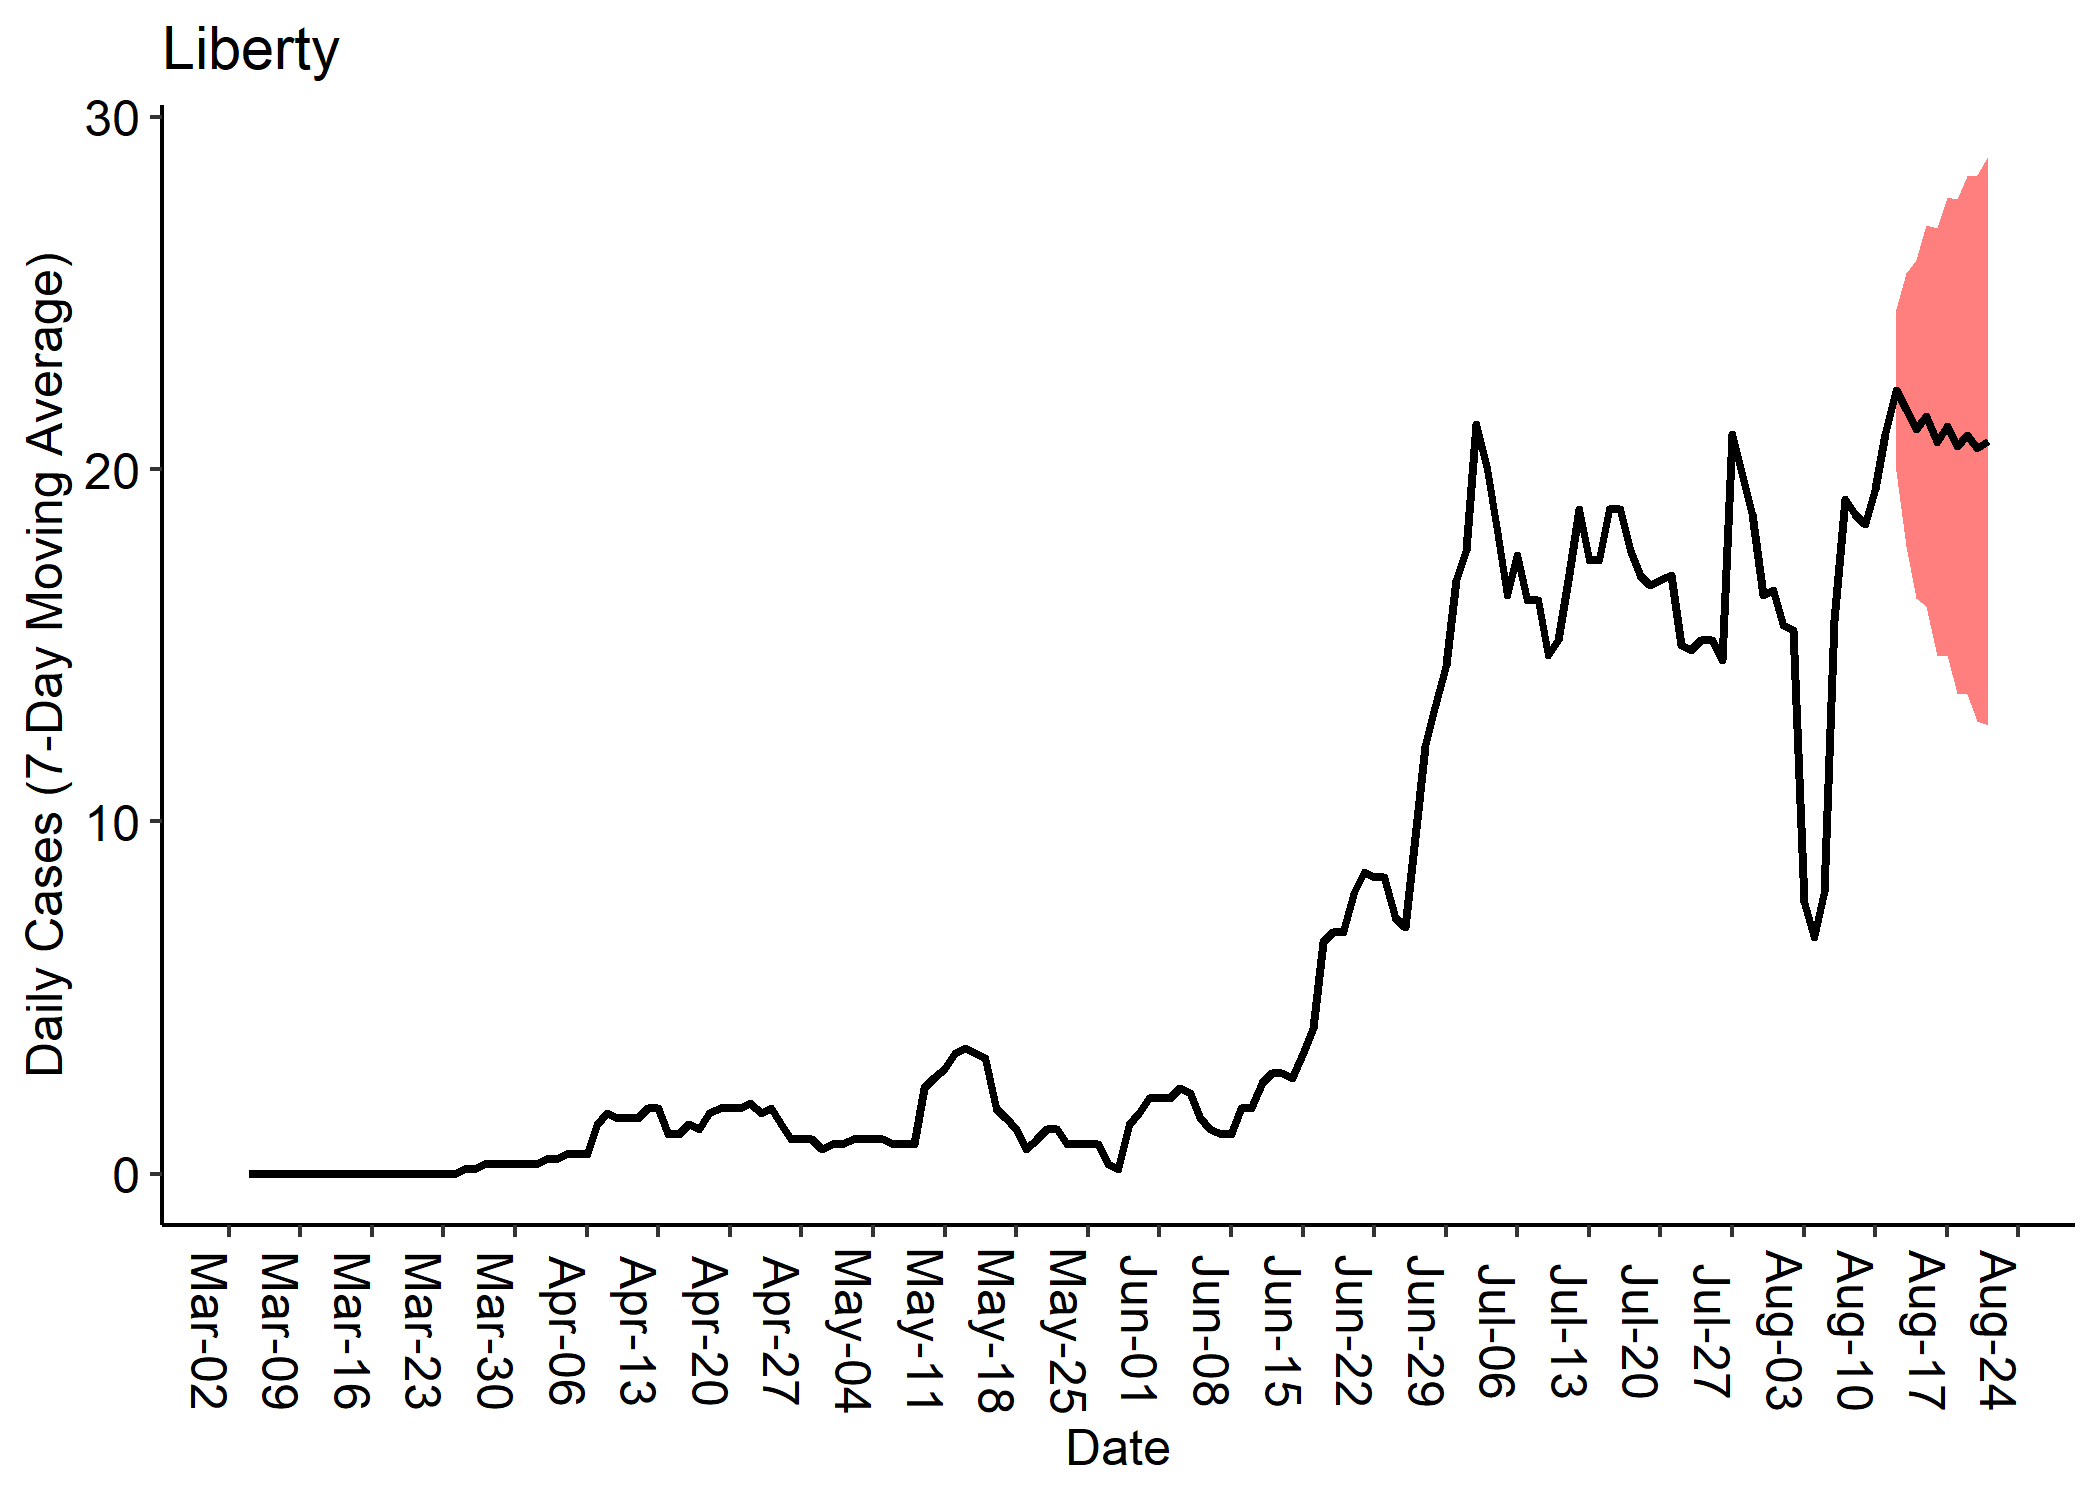 Liberty
Daily Cases (7-Day Moving Average)
30
20
10
0
Mar-02
Mar-09
Mar-16
Mar-23
Mar-30
Apr-06
Apr-13
Apr-20
Apr-27
May-04
May-11
May-18
May-25
Jun-01
Jun-08
Jun-15
Jun-22
Jun-29
Jul-06
Jul-13
Jul-20
Jul-27
Aug-03
Aug-10
Aug-17
Aug-24
Date